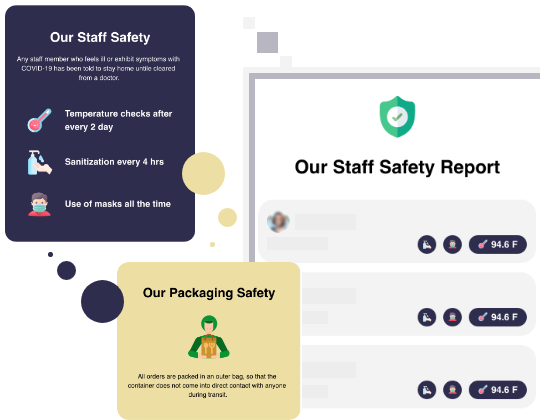 Our Staff Safety
Any staff member who feels ill or exhibit symptoms with
COVID-19 has been told to stay home untile cleared
from a doctor.
Temperature checks after
every 2 day
Sanitization every 4 hrs
Use of masks all the time
Our Staff Safety Report
94.6 F
94.6 F
94.6 F
Our Packaging Safety
All orders are packed in an outer bag, so that the
container does not come into direct contact with anyone
during transit.